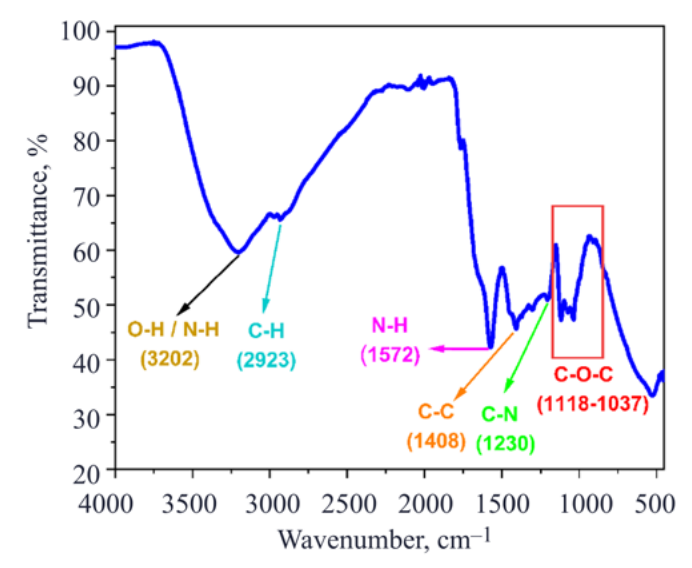 100
90
80
70
60
50
40
30
20
Transmittance, %
O-H / N-H
(3202)
C-H
(2923)
N-H
(1572)
C-C
(1408)
C-N
(1230)
C-O-C
(1118-1037)
4000 3500 3000 2500 2000 1500 1000 500
Wavenumber, cm–1